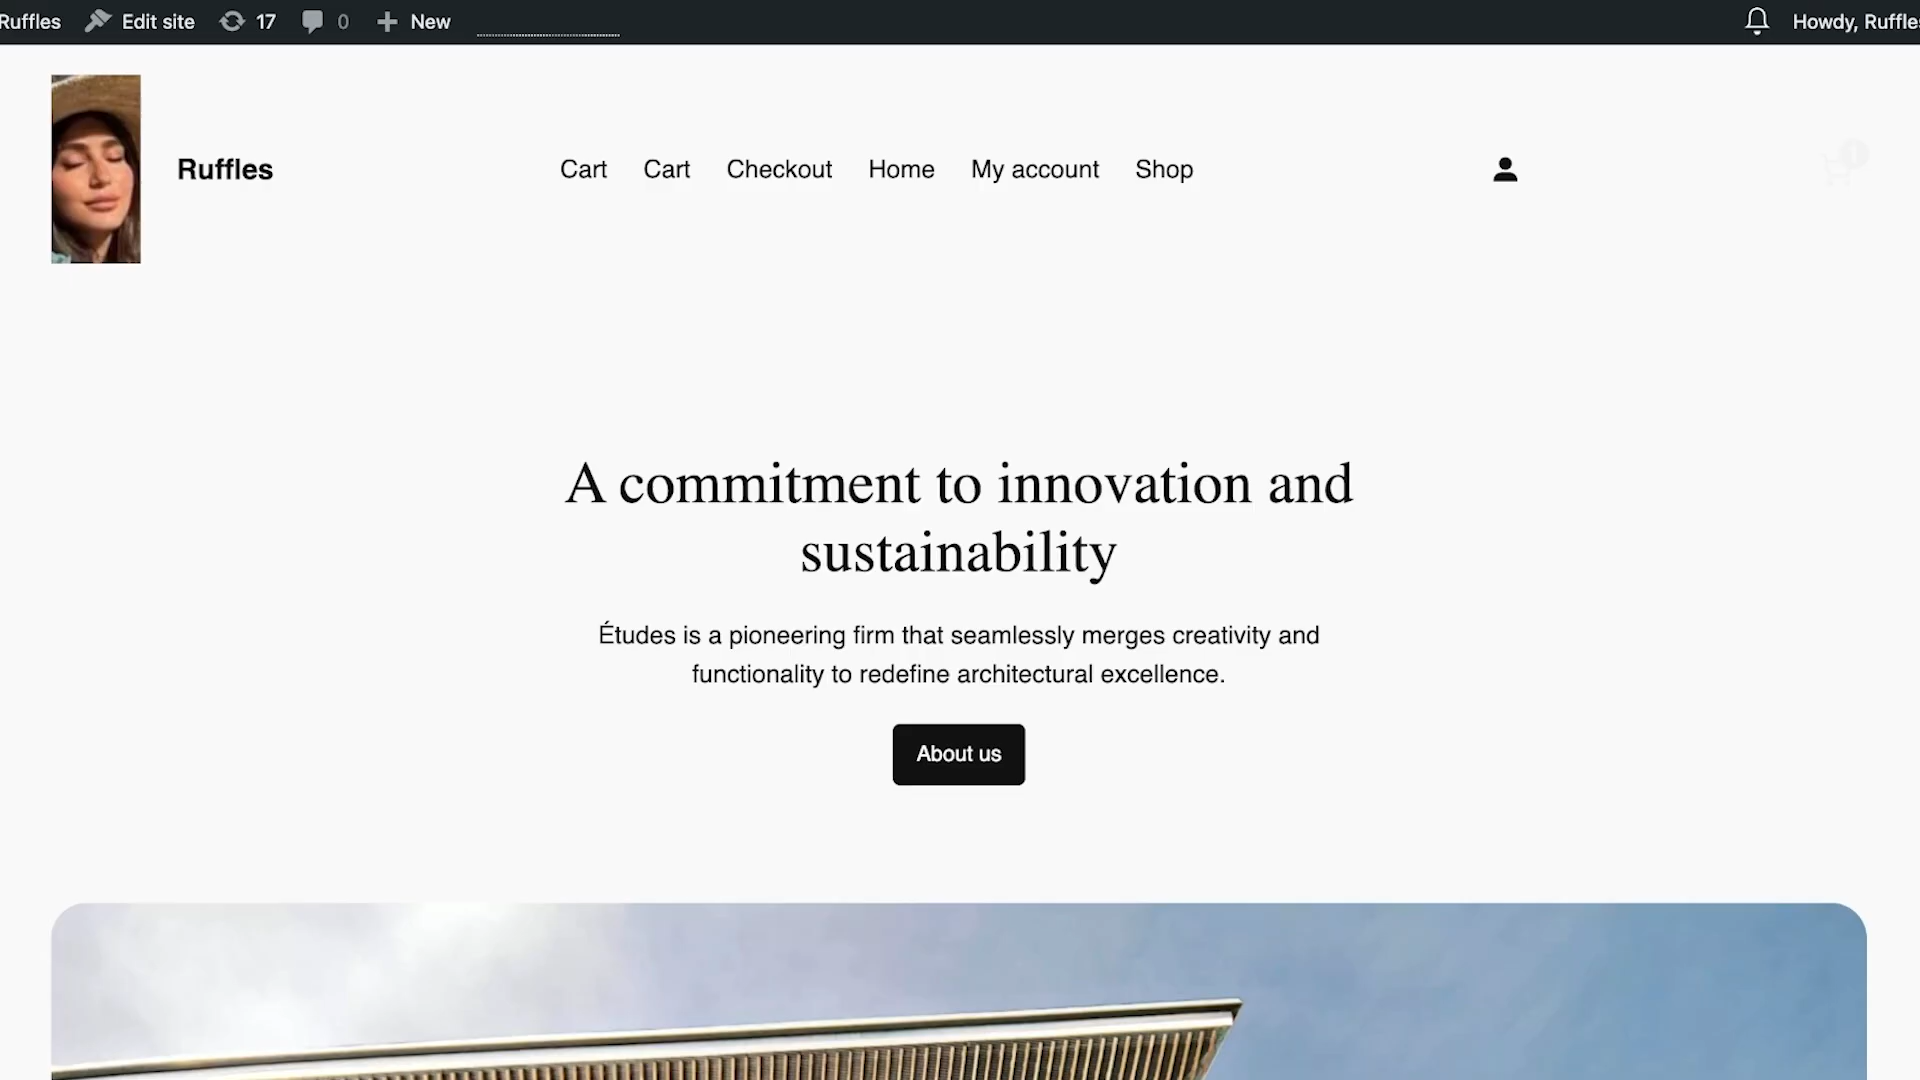 Ruffles Edit site 17 0 New Howdy, Ruffles
Ruffles Cart Cart Checkout Home My account Shop 1
A commitment to innovation and
sustainability
Études is a pioneering firm that seamlessly merges creativity and
functionality to redefine architectural excellence.
About us